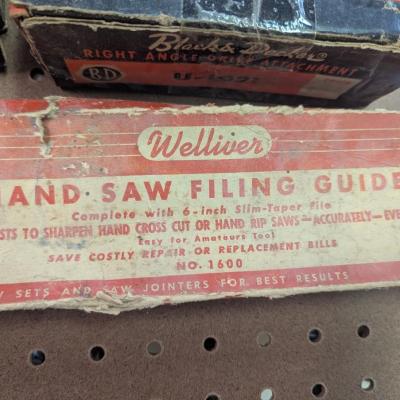 Black & Decker®
RIGHT ANGLE DRILL ATTACHMENT
B-D
Welliver
HAND-SAW FILING GUIDE
Complete with 6-inch Slim-Taper File
STS TO SHARPEN HAND CROSS CUT OR HAND RIP SAWS—ACCURATELY—EVE
Easy for Amateurs Too!
SAVE COSTLY REPAIR OR REPLACEMENT BILLS
NO. 1600
W SETS AND SAW JOINTERS FOR BEST RESULTS